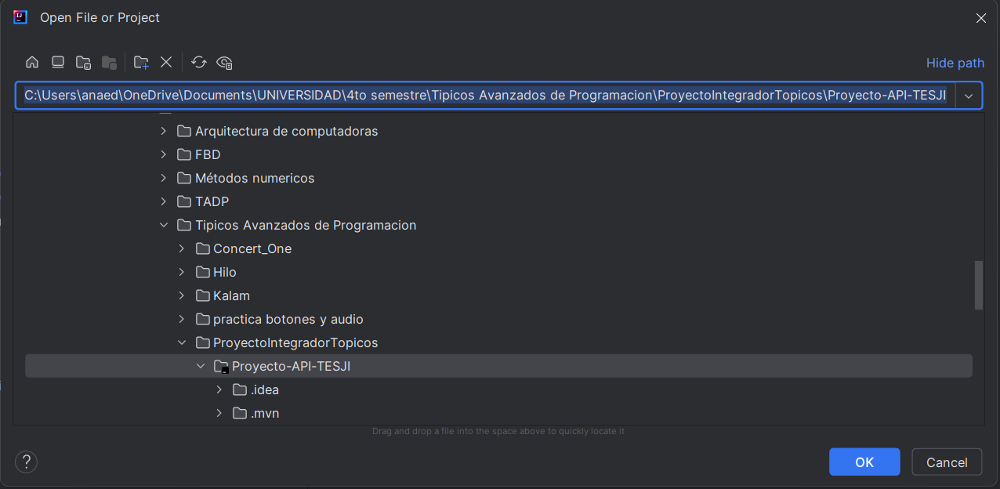 Open File or Project
Hide path
C:\Users\anaed\OneDrive\Documents\UNIVERSIDAD\4to semestre\Tipicos Avanzados de Programacion\ProyectoIntegradorTopicos\Proyecto-API-TESJI
Arquitectura de computadoras
FBD
Métodos numericos
TADP
Tipicos Avanzados de Programacion
Concert_One
Hilo
Kalam
practica botones y audio
ProyectoIntegradorTopicos
Proyecto-API-TESJI
.idea
.mvn
Drag and drop a file into the space above to quickly locate it
?
OK
Cancel